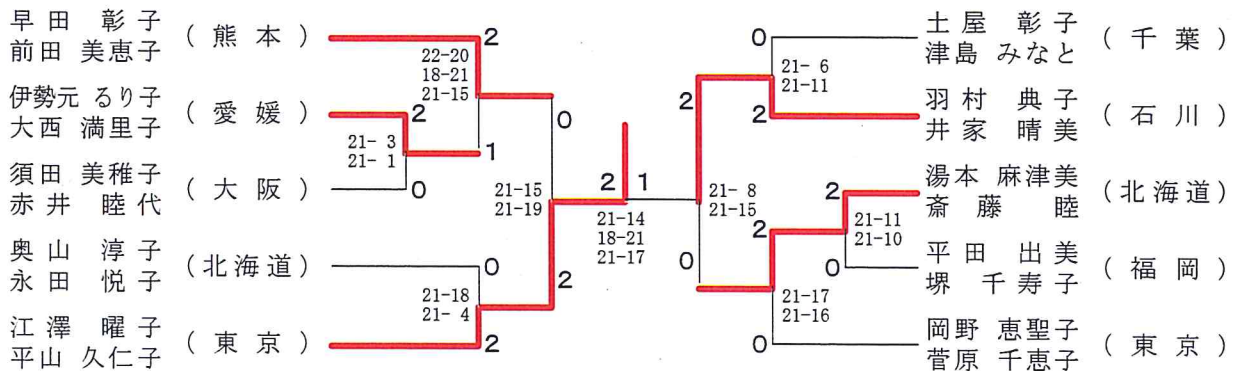 早田 彰子
前田 美恵子
( 熊 本 )
2
22-20
18-21
21-15
伊勢元 るり子
大西 満里子
( 愛 媛 )
2
21- 3
21- 1
1
0
須田 美稚子
赤井 睦代
( 大 阪 )
0
21-15
21-19
奥山 淳子
永田 悦子
( 北海道 )
0
21-18
21- 4
2
江澤 曜子
平山 久仁子
( 東 京 )
2
2
1
21-14
18-21
21-17
土屋 彰子
津島 みなと
( 千 葉 )
0
21- 6
21-11
2
2
羽村 典子
井家 晴美
( 石 川 )
21- 8
21-15
0
湯本 麻津美
斎藤 睦
(北海道)
2
21-11
21-10
2
平田 出美
堺 千寿子
( 福 岡 )
0
21-17
21-16
岡野 恵聖子
菅原 千恵子
( 東 京 )
0